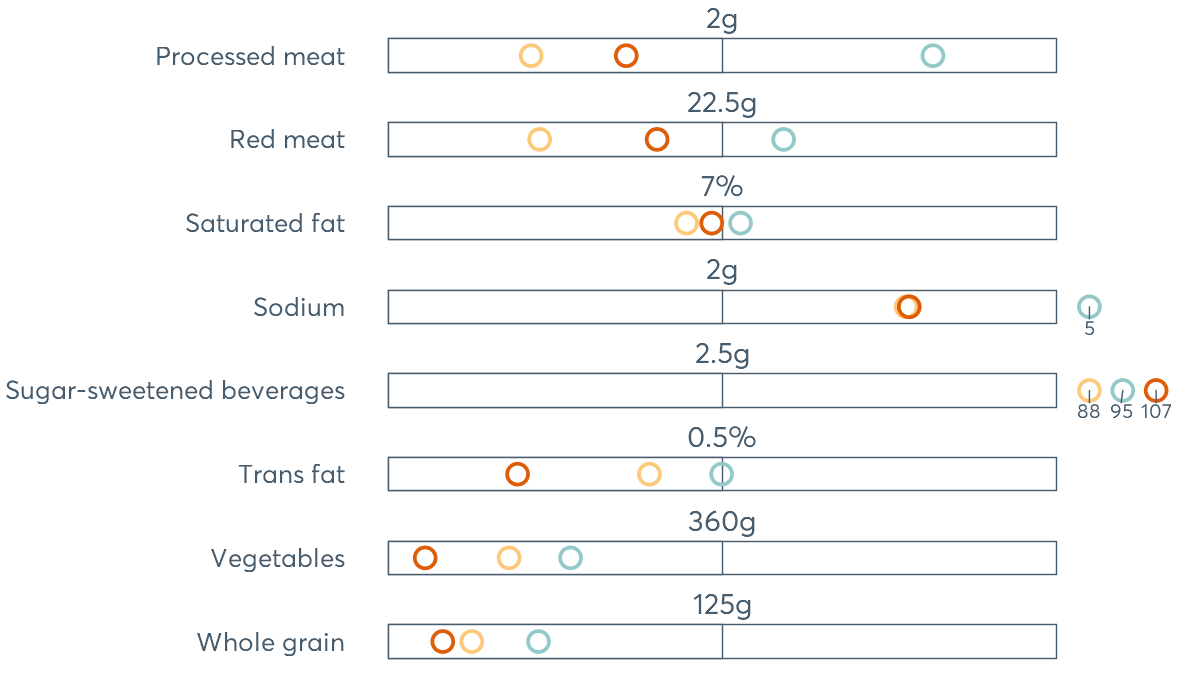 2g
Processed meat
22.5g
Red meat
7%
Saturated fat
2g
Sodium
5
2.5g
Sugar-sweetened beverages
88 95 107
0.5%
Trans fat
360g
Vegetables
125g
Whole grain